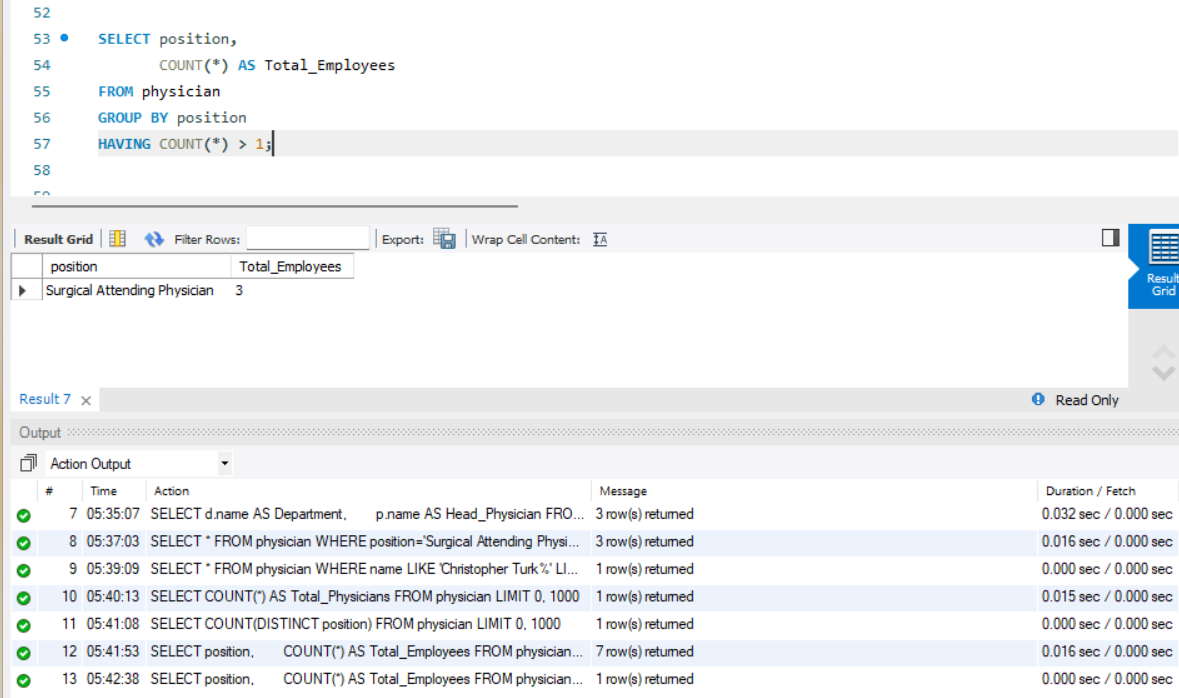 52
53 SELECT position,
54 COUNT(*) AS Total_Employees
55 FROM physician
56 GROUP BY position
57 HAVING COUNT(*) > 1;
58
Result Grid Filter Rows: Export: Wrap Cell Content:
position Total_Employees
Surgical Attending Physician 3
Result
Grid
Result 7 Read Only
Output
Action Output
# Time Action Message Duration / Fetch
7 05:35:07 SELECT d.name AS Department, p.name AS Head_Physician FRO... 3 row(s) returned 0.032 sec / 0.000 sec
8 05:37:03 SELECT * FROM physician WHERE position='Surgical Attending Physi... 3 row(s) returned 0.016 sec / 0.000 sec
9 05:39:09 SELECT * FROM physician WHERE name LIKE 'Christopher Turk%' LI... 1 row(s) returned 0.000 sec / 0.000 sec
10 05:40:13 SELECT COUNT(*) AS Total_Physicians FROM physician LIMIT 0, 1000 1 row(s) returned 0.015 sec / 0.000 sec
11 05:41:08 SELECT COUNT(DISTINCT position) FROM physician LIMIT 0, 1000 1 row(s) returned 0.000 sec / 0.000 sec
12 05:41:53 SELECT position, COUNT(*) AS Total_Employees FROM physician... 7 row(s) returned 0.016 sec / 0.000 sec
13 05:42:38 SELECT position, COUNT(*) AS Total_Employees FROM physician... 1 row(s) returned 0.000 sec / 0.000 sec